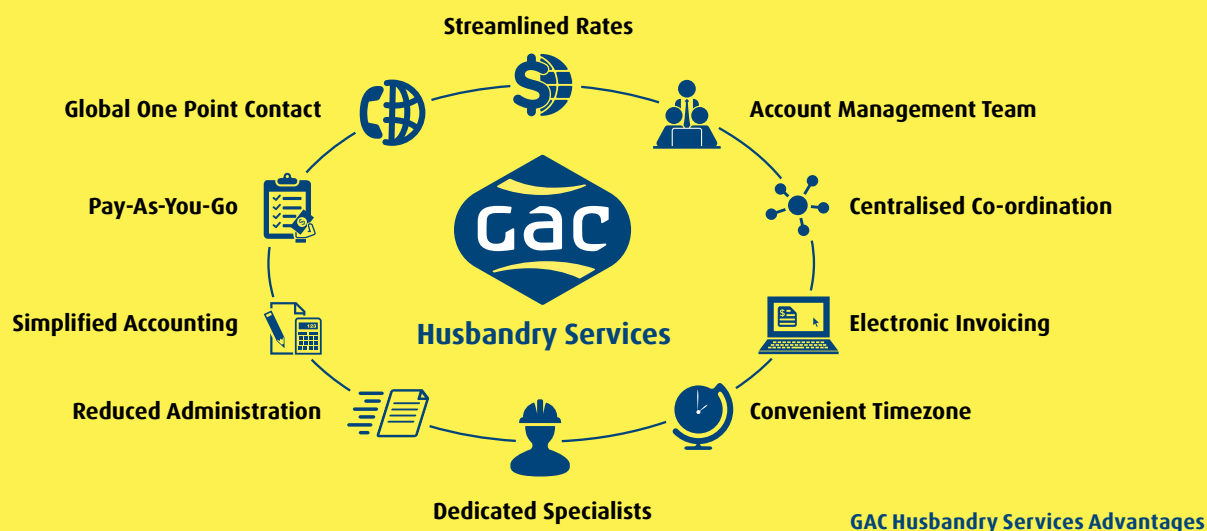 Streamlined Rates
Global One Point Contact
Account Management Team
Pay-As-You-Go
Centralised Co-ordination
GAC
Husbandry Services
Simplified Accounting
Electronic Invoicing
Reduced Administration
Convenient Timezone
Dedicated Specialists
GAC Husbandry Services Advantages